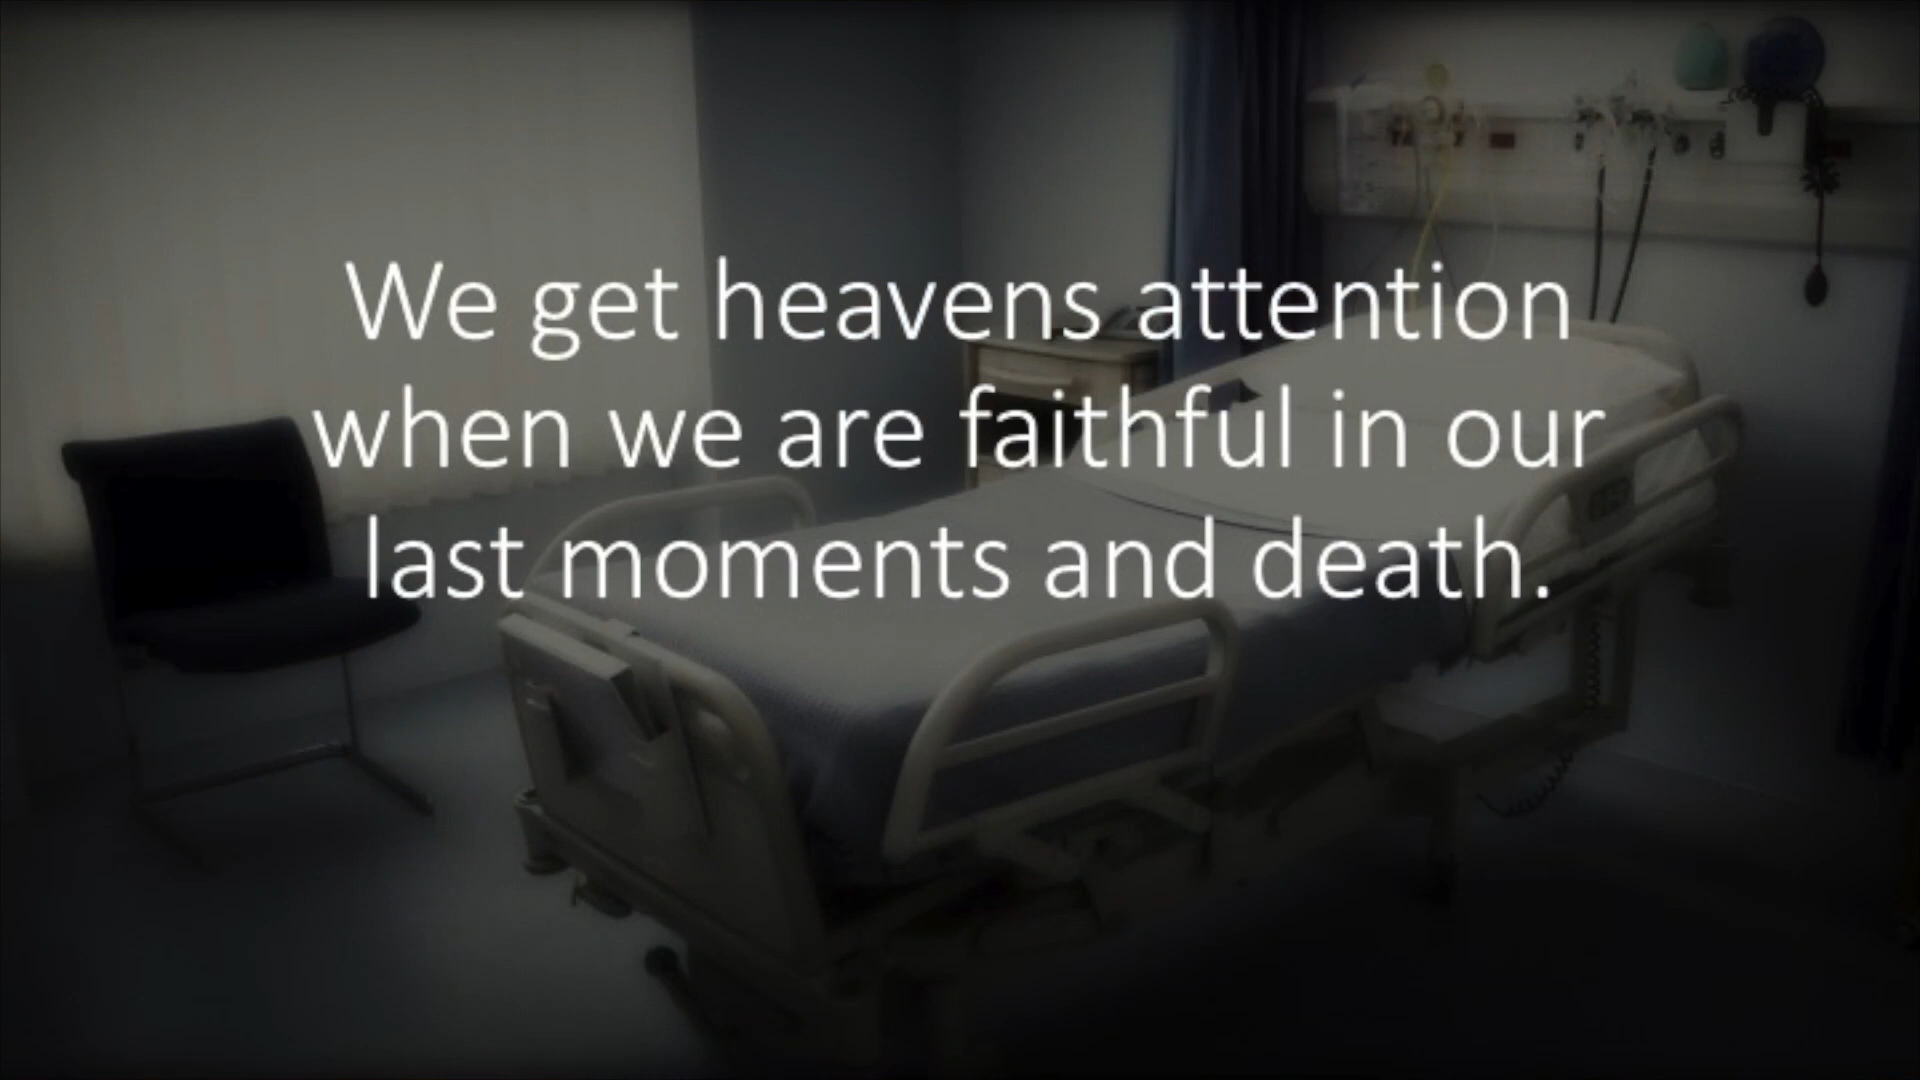 We get heavens attention
when we are faithful in our
last moments and death.